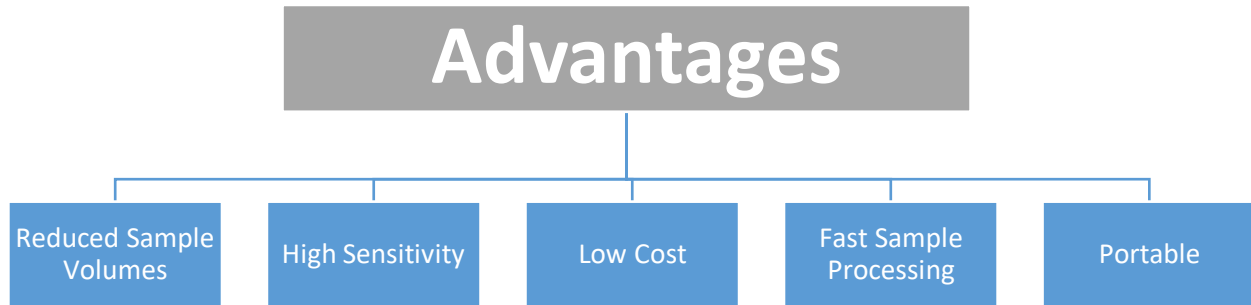 Advantages
Reduced Sample
Volumes
High Sensitivity
Low Cost
Fast Sample
Processing
Portable